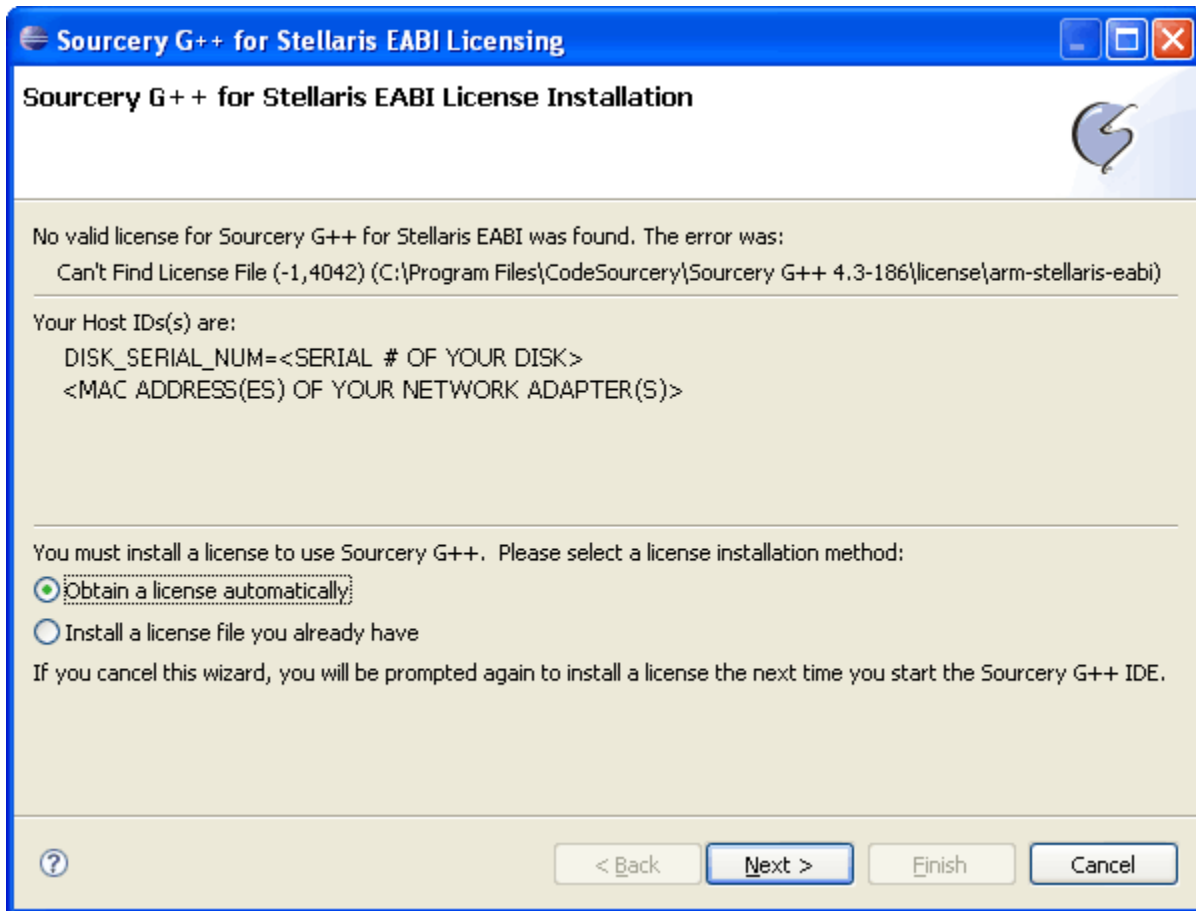 Sourcery G++ for Stellaris EABI Licensing
Sourcery G++ for Stellaris EABI License Installation
No valid license for Sourcery G++ for Stellaris EABI was found. The error was:
Can't Find License File (-1,4042) (C:\Program Files\CodeSourcery\Sourcery G++ 4.3-186\license\arm-stellaris-eabi)
Your Host IDs(s) are:
DISK_SERIAL_NUM=<SERIAL # OF YOUR DISK>
<MAC ADDRESS(ES) OF YOUR NETWORK ADAPTER(S)>
You must install a license to use Sourcery G++. Please select a license installation method:
Obtain a license automatically
Install a license file you already have
If you cancel this wizard, you will be prompted again to install a license the next time you start the Sourcery G++ IDE.
? < Back Next > Finish Cancel